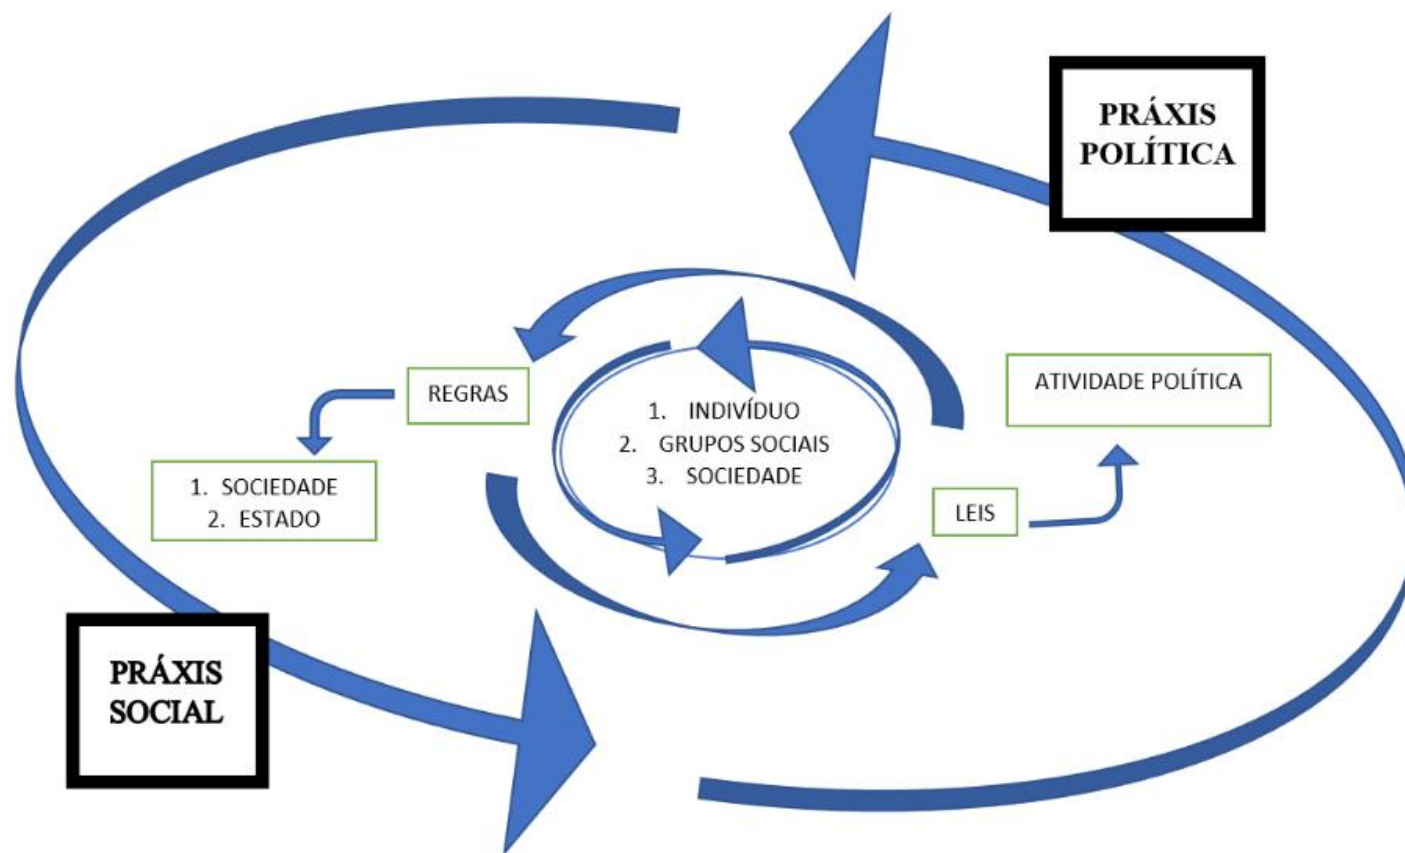 PRÁXIS
POLÍTICA
REGRAS
1. INDIVÍDUO
2. GRUPOS SOCIAIS
3. SOCIEDADE
ATIVIDADE POLÍTICA
1. SOCIEDADE
2. ESTADO
LEIS
PRÁXIS
SOCIAL